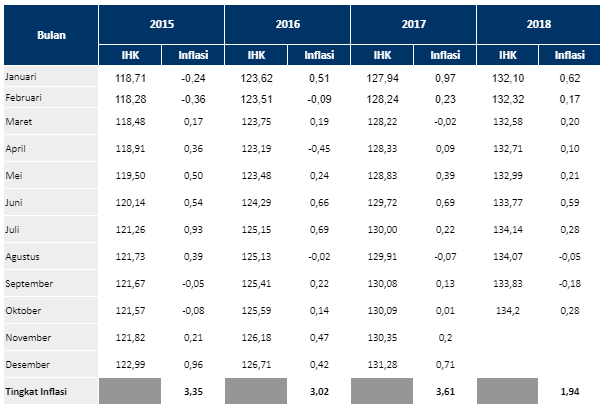 Bulan 2015 2016 2017 2018
IHK Inflasi IHK Inflasi IHK Inflasi IHK Inflasi
Januari 118,71 -0,24 123,62 0,51 127,94 0,97 132,10 0,62
Februari 118,28 -0,36 123,51 -0,09 128,24 0,23 132,32 0,17
Maret 118,48 0,17 123,75 0,19 128,22 -0,02 132,58 0,20
April 118,91 0,36 123,19 -0,45 128,33 0,09 132,71 0,10
Mei 119,50 0,50 123,48 0,24 128,83 0,39 132,99 0,21
Juni 120,14 0,54 124,29 0,66 129,72 0,69 133,77 0,59
Juli 121,26 0,93 125,15 0,69 130,00 0,22 134,14 0,28
Agustus 121,73 0,39 125,13 -0,02 129,91 -0,07 134,07 -0,05
September 121,67 -0,05 125,41 0,22 130,08 0,13 133,83 -0,18
Oktober 121,57 -0,08 125,59 0,14 130,09 0,01 134,2 0,28
November 121,82 0,21 126,18 0,47 130,35 0,2
Desember 122,99 0,96 126,71 0,42 131,28 0,71
Tingkat Inflasi 3,35 3,02 3,61 1,94